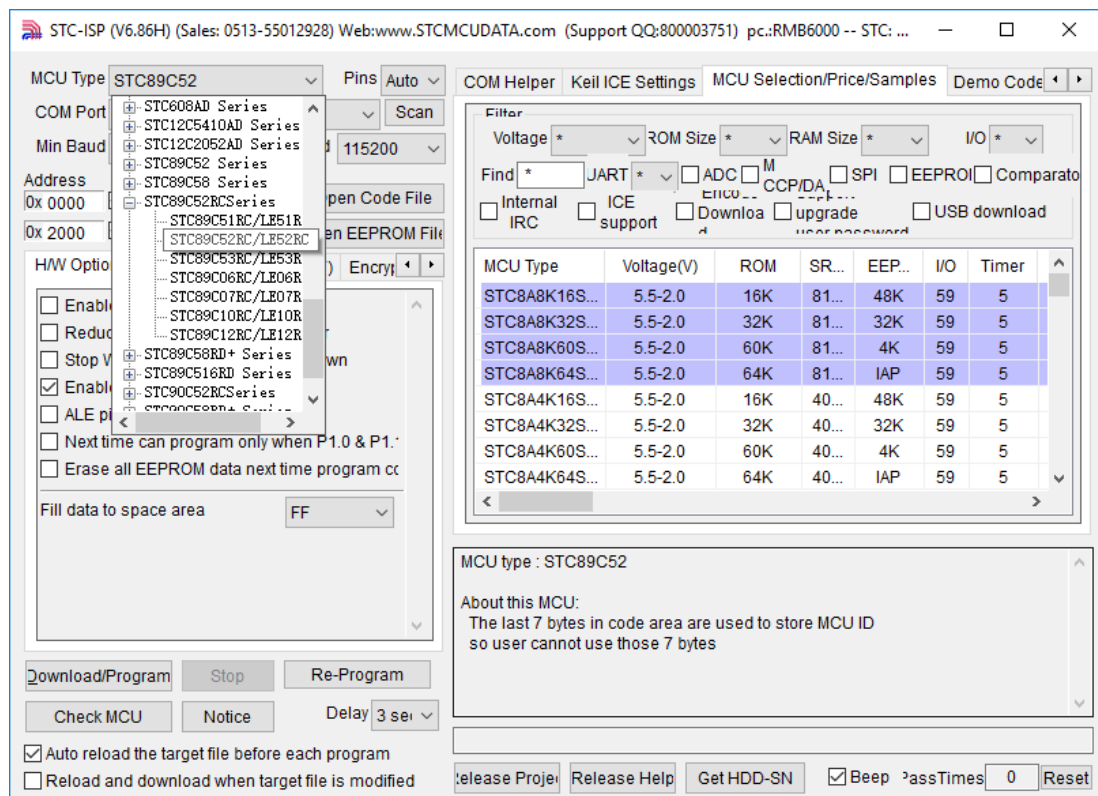 STC-ISP (V6.86H) (Sales: 0513-55012928) Web:www.STCMCUDATA.com (Support QQ:800003751) pc.:RMB6000 -- STC: ...
MCU Type STC89C52 Pins Auto
COM Port Scan
Min Baud 115200
Address
0x 0000 pen Code File
0x 2000 en EEPROM File
STC608AD Series
STC12C5410AD Series
STC12C2052AD Series
STC89C52 Series
STC89C58 Series
STC89C52RCSeries
STC89C51RC/LE51R
STC89C52RC/LE52RC
STC89C53RC/LE53R
STC89C06RC/LE06R
STC89C07RC/LE07R
STC89C10RC/LE10R
STC89C12RC/LE12R
STC89C58RD+ Series
STC89C516RD Series
STC90C52RCSeries
STC90C58RD+ Series
H/W Optio ) Encryp
Enable
Reduc
Stop W wn
Enable
ALE pi
Next time can program only when P1.0 & P1.1
Erase all EEPROM data next time program co
Fill data to space area FF
Download/Program Stop Re-Program
Check MCU Notice Delay 3 sec
Auto reload the target file before each program
Reload and download when target file is modified
COM Helper Keil ICE Settings MCU Selection/Price/Samples Demo Code
Filter
Voltage * ROM Size * RAM Size * I/O *
Find * UART * ADC M CCP/DA SPI EEPROI Comparato
Internal IRC ICE support Encode Downloa d Support upgrade user password USB download
MCU Type Voltage(V) ROM SR... EEP... I/O Timer
STC8A8K16S... 5.5-2.0 16K 81... 48K 59 5
STC8A8K32S... 5.5-2.0 32K 81... 32K 59 5
STC8A8K60S... 5.5-2.0 60K 81... 4K 59 5
STC8A8K64S... 5.5-2.0 64K 81... IAP 59 5
STC8A4K16S... 5.5-2.0 16K 40... 48K 59 5
STC8A4K32S... 5.5-2.0 32K 40... 32K 59 5
STC8A4K60S... 5.5-2.0 60K 40... 4K 59 5
STC8A4K64S... 5.5-2.0 64K 40... IAP 59 5
MCU type : STC89C52
About this MCU:
The last 7 bytes in code area are used to store MCU ID
so user cannot use those 7 bytes
Release Projec Release Help Get HDD-SN Beep PassTimes 0 Reset